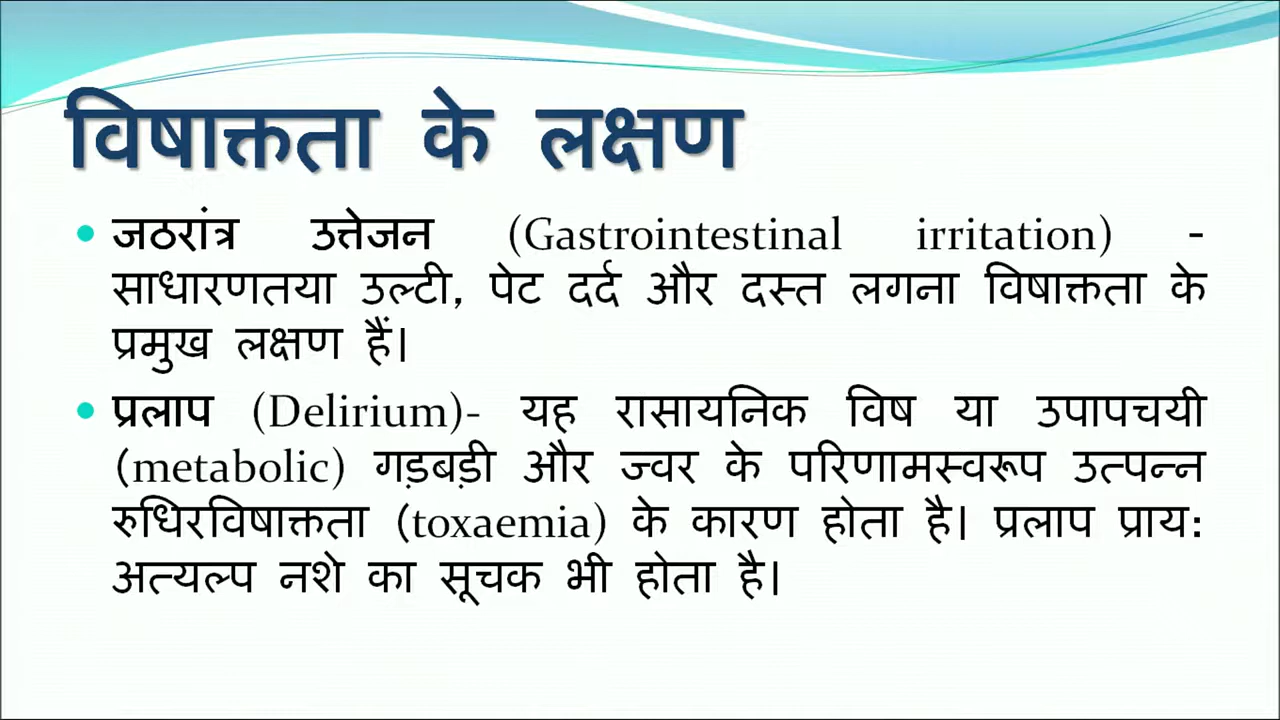 विषाक्तता के लक्षण
• जठरांत्र उत्तेजन (Gastrointestinal irritation) -
साधारणतया उल्टी, पेट दर्द और दस्त लगना विषाक्तता के
प्रमुख लक्षण हैं।
• प्रलाप (Delirium)- यह रासायनिक विष या उपापचयी
(metabolic) गड़बड़ी और ज्वर के परिणामस्वरूप उत्पन्न
रुधिरविषाक्तता (toxaemia) के कारण होता है। प्रलाप प्राय:
अत्यल्प नशे का सूचक भी होता है।